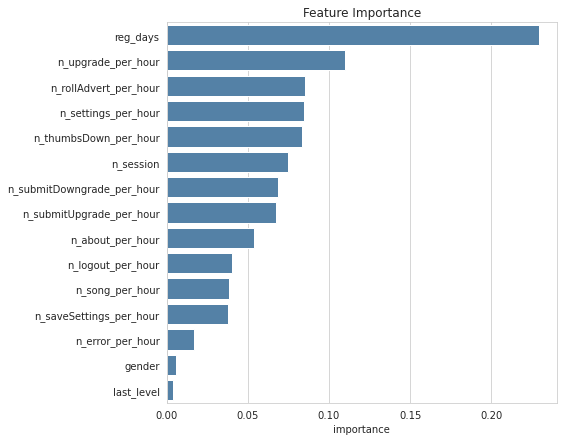 Feature Importance
reg_days
n_upgrade_per_hour
n_rollAdvert_per_hour
n_settings_per_hour
n_thumbsDown_per_hour
n_session
n_submitDowngrade_per_hour
n_submitUpgrade_per_hour
n_about_per_hour
n_logout_per_hour
n_song_per_hour
n_saveSettings_per_hour
n_error_per_hour
gender
last_level
0.00 0.05 0.10 0.15 0.20
importance